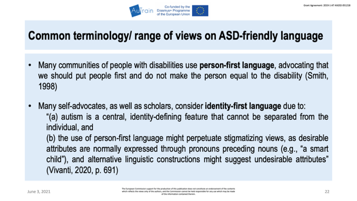 Co-funded by the
Erasmus+ Programme
of the European Union
Common terminology/ range of views on ASD-friendly language
• Many communities of people with disabilities use person-first language, advocating that
we should put people first and do not make the person equal to the disability (Smith,
1998)
• Many self-advocates, as well as scholars, consider identity-first language due to:
“(a) autism is a central, identity-defining feature that cannot be separated from the
individual, and
(b) the use of person-first language might perpetuate stigmatizing views, as desirable
attributes are normally expressed through pronouns preceding nouns (e.g., “a smart
child”), and alternative linguistic constructions might suggest undesirable attributes”
(Vivanti, 2020, p. 691)
June 3, 2021
22